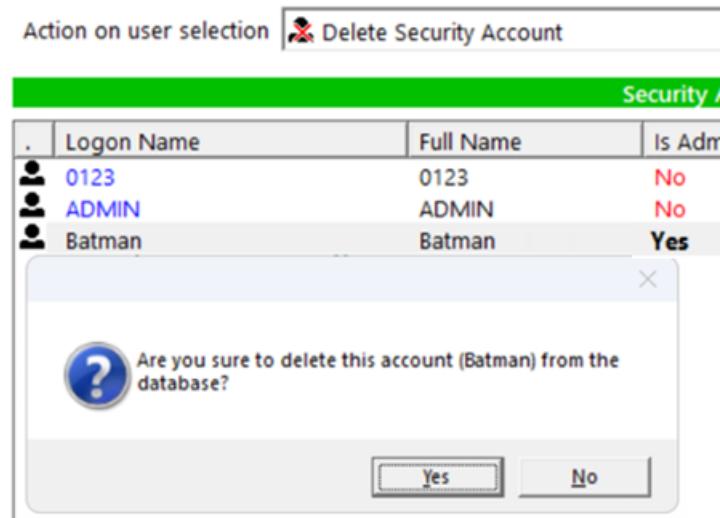 Action on user selection Delete Security Account
Security
. Logon Name Full Name Is Adm
0123 0123 No
ADMIN ADMIN No
Batman Batman Yes
Are you sure to delete this account (Batman) from the
database?
Yes No